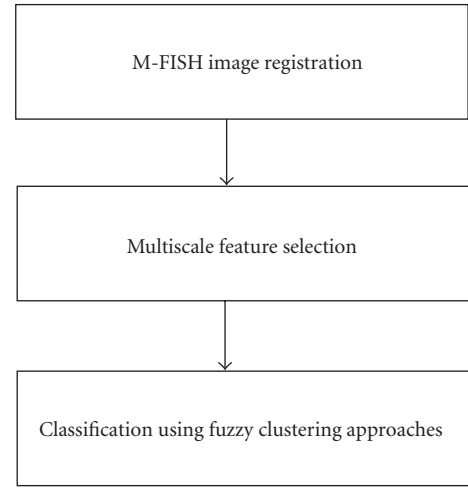 M-FISH image registration
Multiscale feature selection
Classification using fuzzy clustering approaches